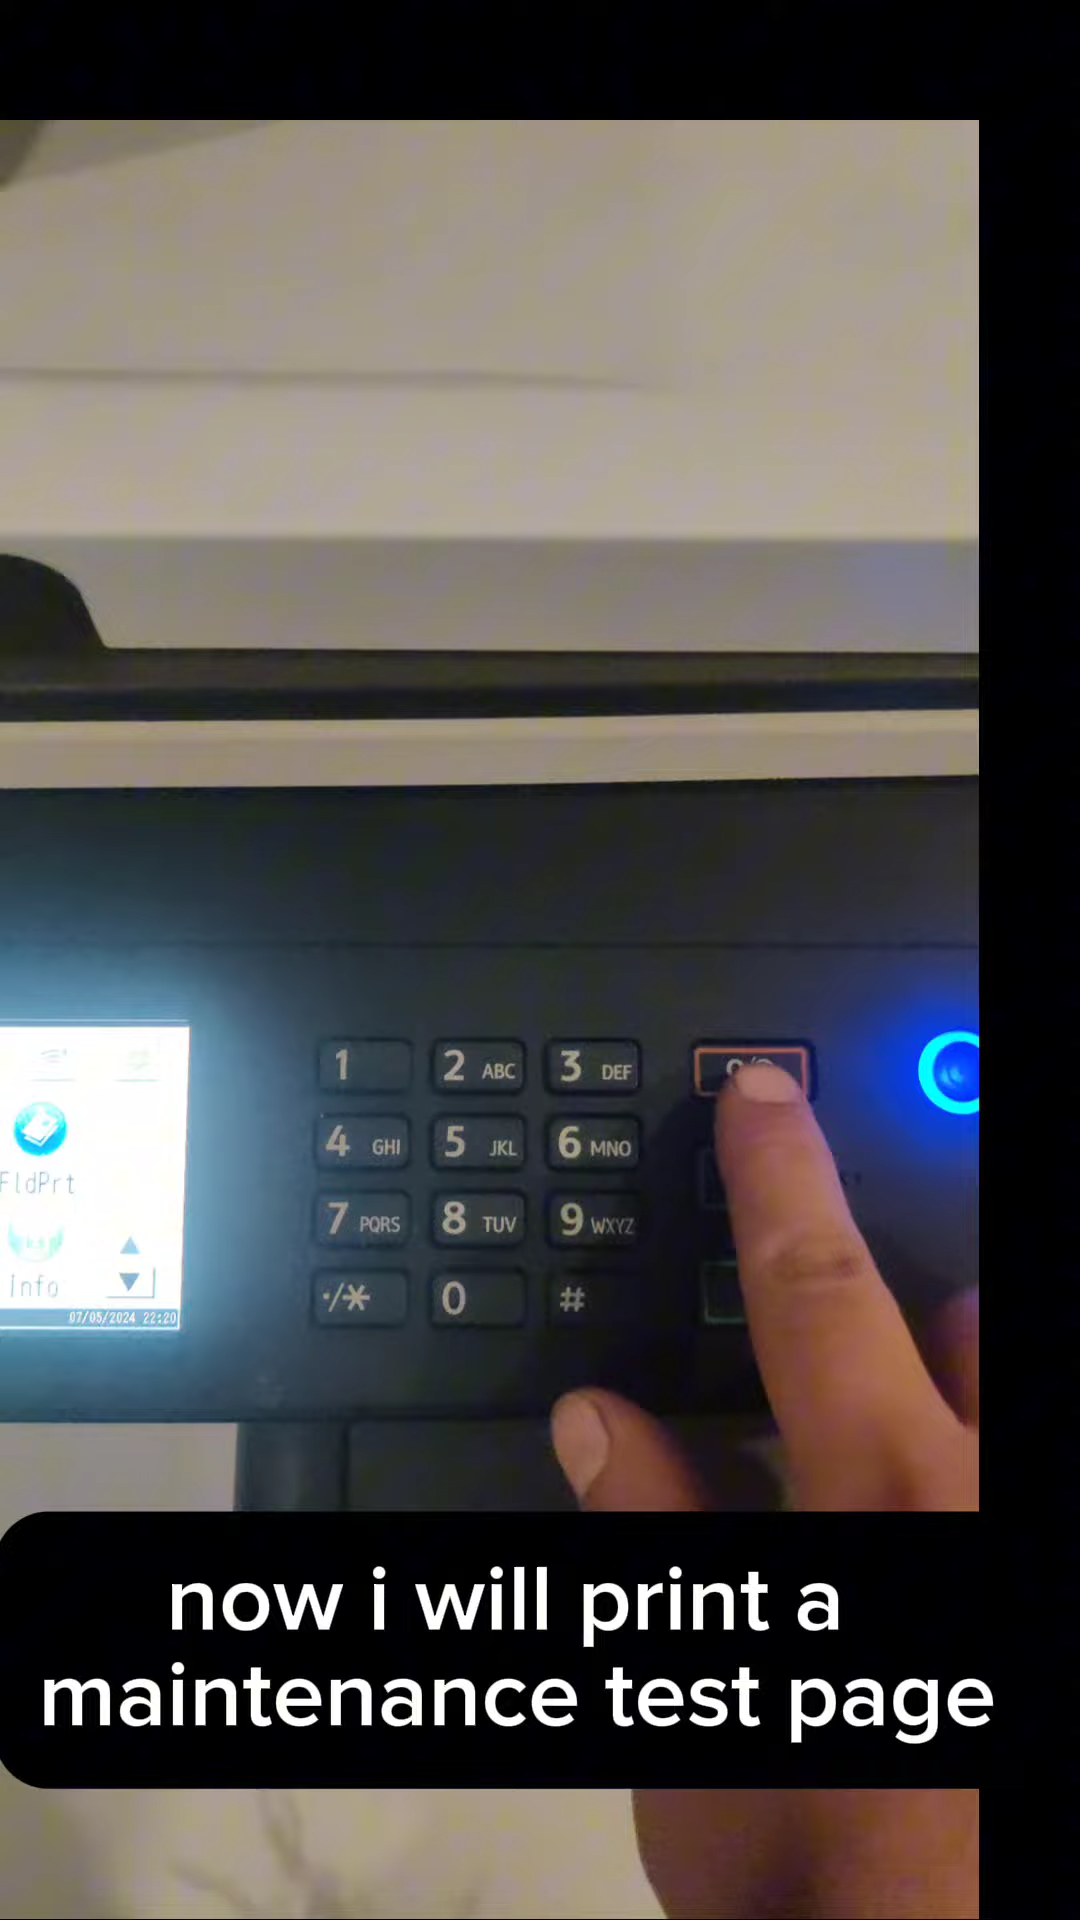 FldPrt
info
07/05/2024 22:20
1
2 ABC
3 DEF
4 GHI
5 JKL
6 MNO
7 PQRS
8 TUV
9 WXYZ
./*
0
#
now i will print a
maintenance test page